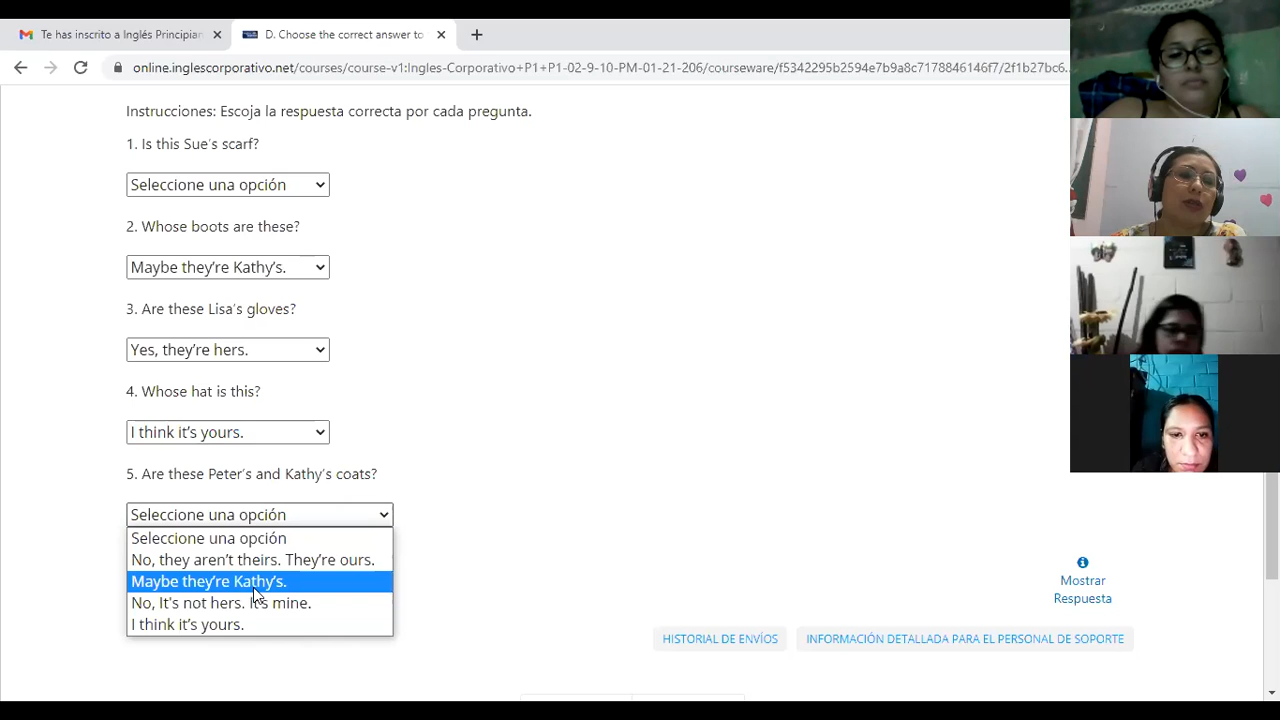 Te has inscrito a Inglés Principian
D. Choose the correct answer to
online.inglescorporativo.net/courses/course-v1:Ingles-Corporativo+P1+P1-02-9-10-PM-01-21-206/courseware/f5342295b2594e7b9a8c7178846146f7/2f1b27bc6...
Instrucciones: Escoja la respuesta correcta por cada pregunta.
1. Is this Sue's scarf?
Seleccione una opción
2. Whose boots are these?
Maybe they're Kathy's.
3. Are these Lisa's gloves?
Yes, they're hers.
4. Whose hat is this?
I think it's yours.
5. Are these Peter's and Kathy's coats?
Seleccione una opción
Seleccione una opción
No, they aren't theirs. They're ours.
Maybe they're Kathy's.
No, It's not hers. It's mine.
I think it's yours.
Mostrar
Respuesta
HISTORIAL DE ENVÍOS
INFORMACIÓN DETALLADA PARA EL PERSONAL DE SOPORTE